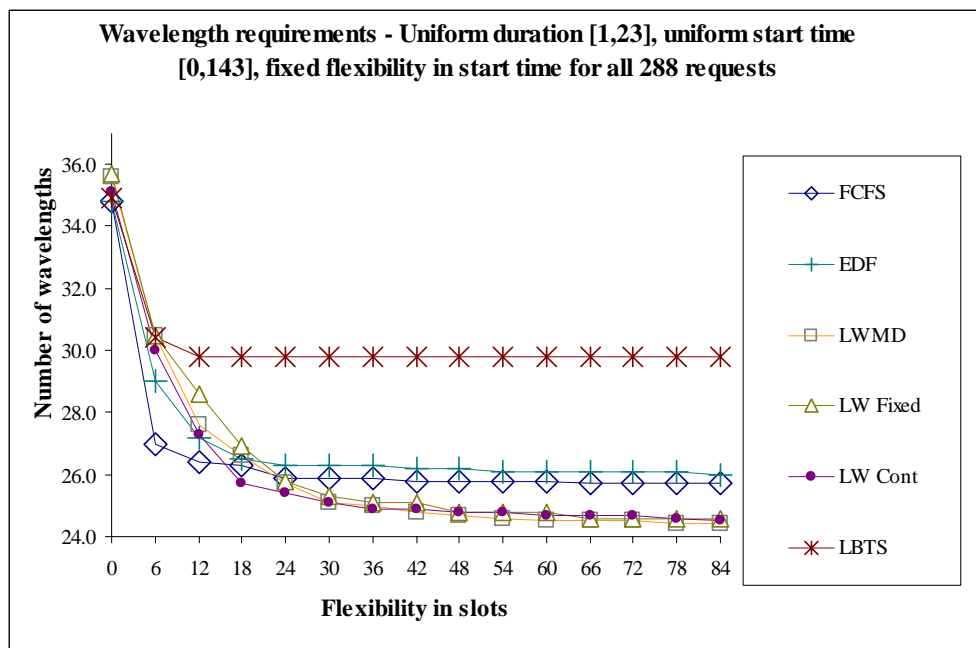 Wavelength requirements - Uniform duration [1,23], uniform start time
[0,143], fixed flexibility in start time for all 288 requests
Number of wavelengths
36.0
34.0
32.0
30.0
28.0
26.0
24.0
0 6 12 18 24 30 36 42 48 54 60 66 72 78 84
Flexibility in slots
FCFS
EDF
LWMD
LW Fixed
LW Cont
LBTS